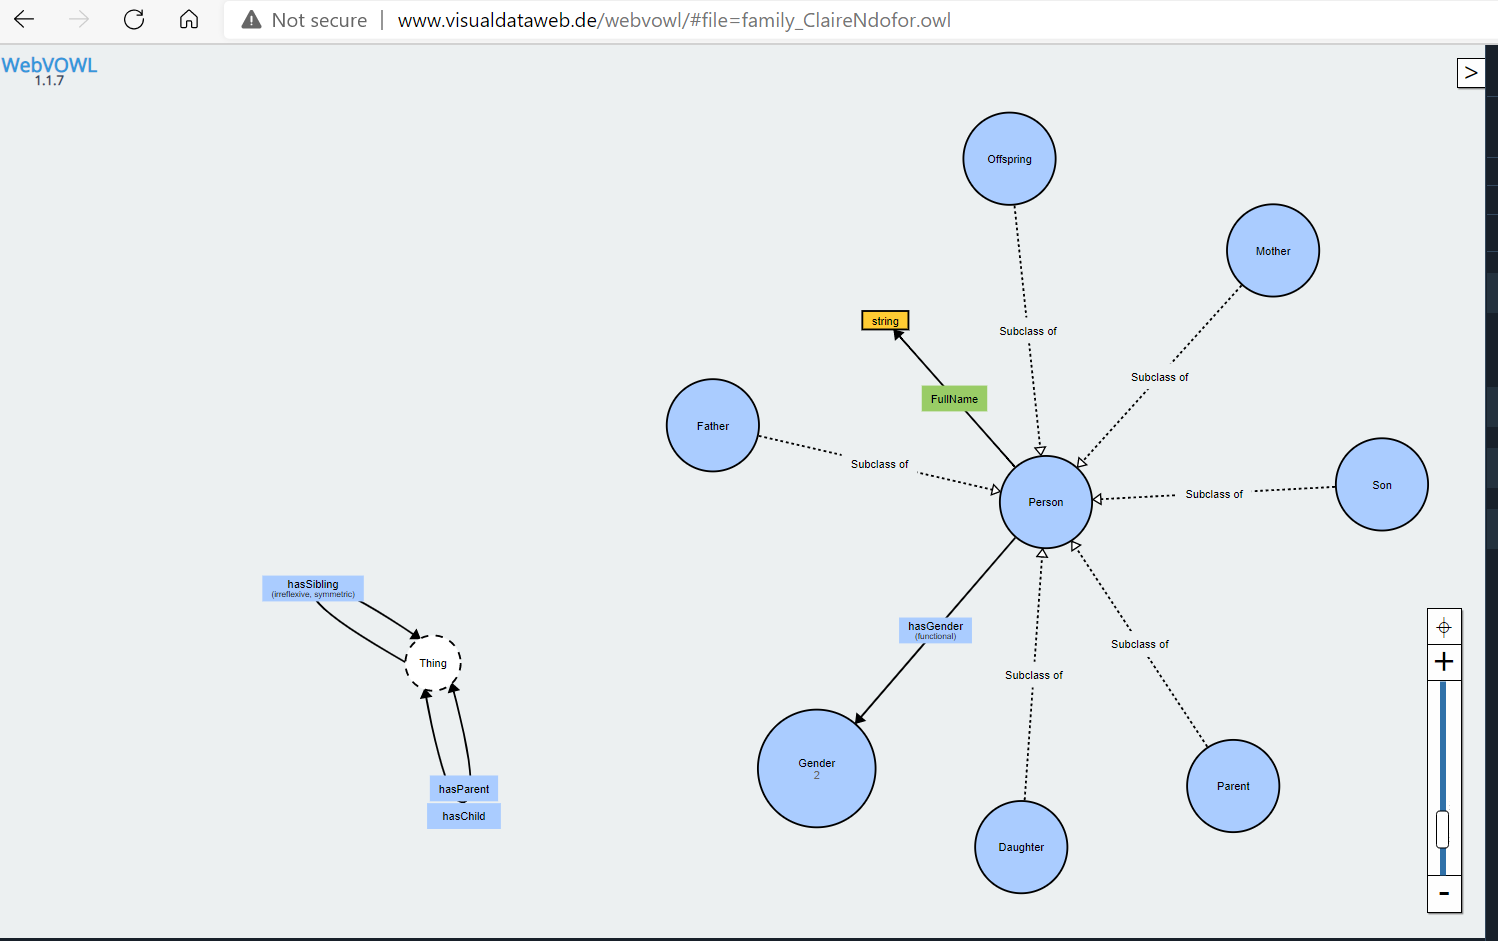 Not secure
www.visualdataweb.de/webvowl/#file=family_ClaireNdofor.owl
WebVOWL
1.1.7
>
Offspring
Mother
string
Subclass of
Subclass of
FullName
Father
Subclass of
Person
Subclass of
Son
hasSibling
(irreflexive, symmetric)
Thing
hasGender
(functional)
Subclass of
Subclass of
+
Gender
2
hasParent
hasChild
Parent
Daughter
-